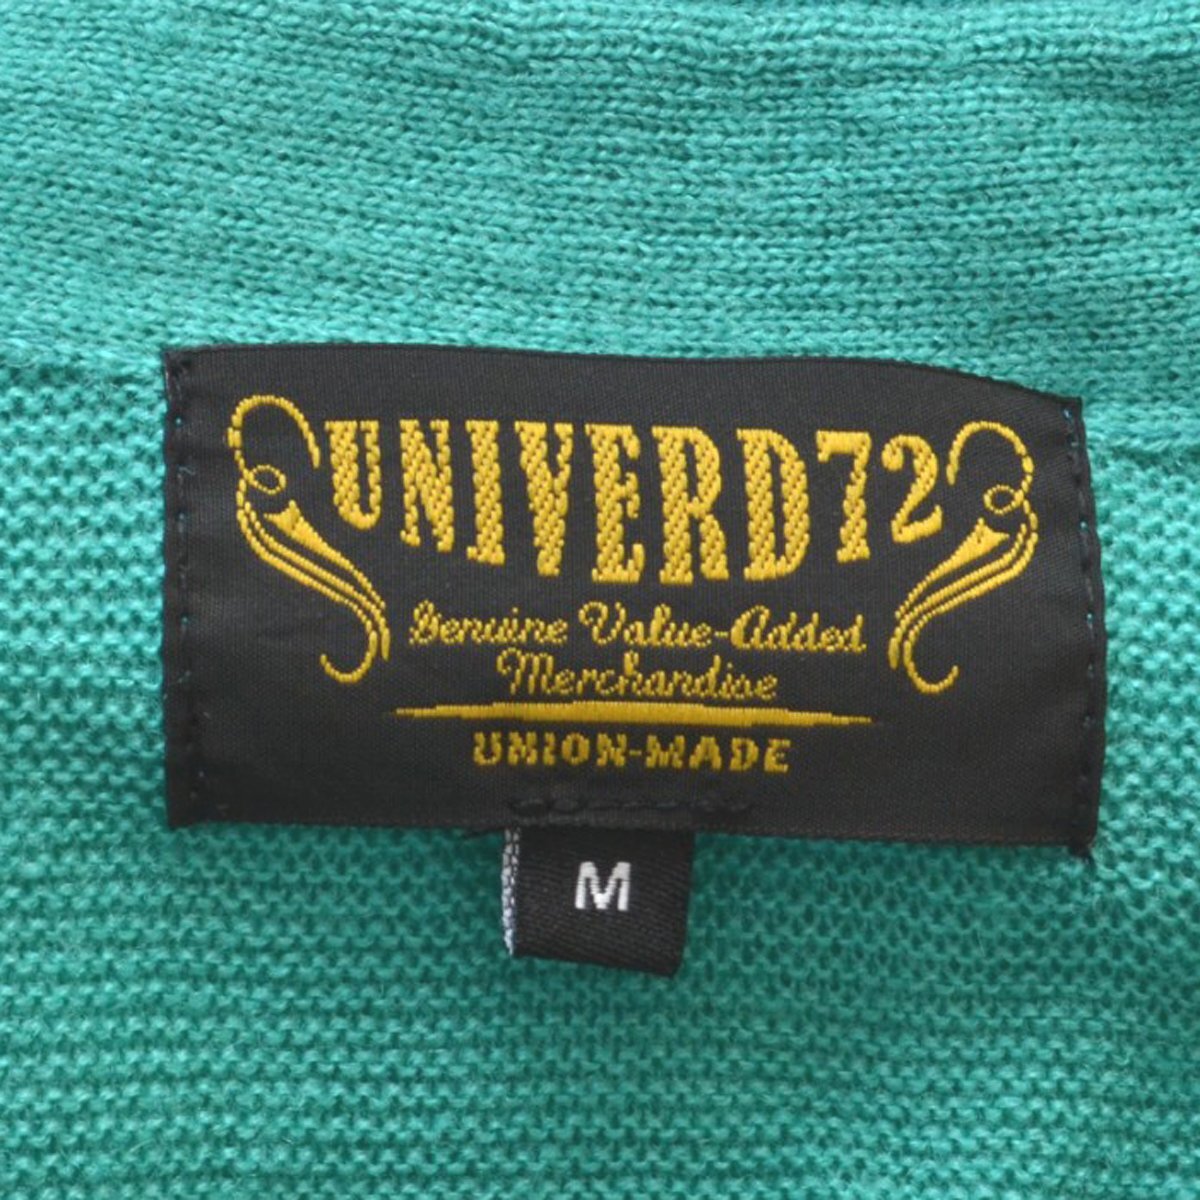 UNIVERD72
Genuine Value-Added
Merchandise
UNION-MADE
M